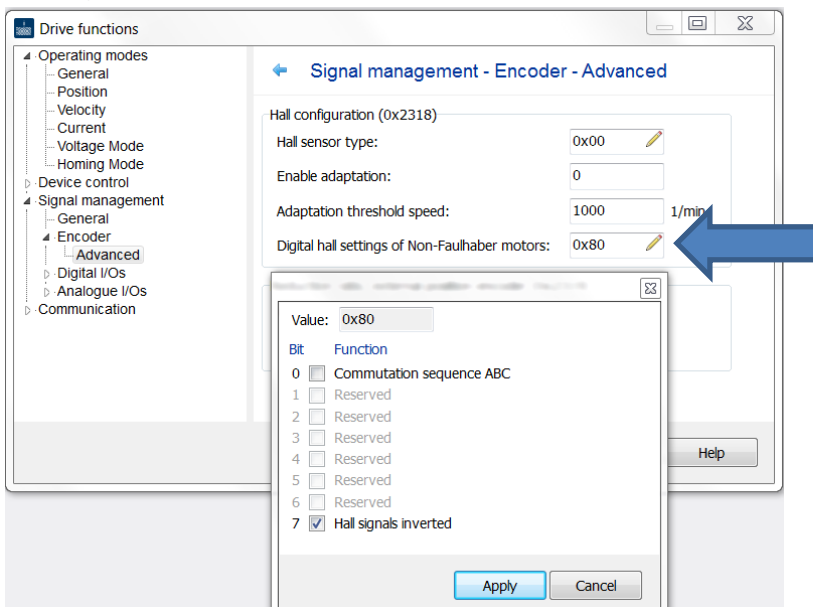 Drive functions
Operating modes
General
Position
Velocity
Current
Voltage Mode
Homing Mode
Device control
Signal management
General
Encoder
Advanced
Digital I/Os
Analogue I/Os
Communication
Signal management - Encoder - Advanced
Hall configuration (0x2318)
Hall sensor type: 0x00
Enable adaptation: 0
Adaptation threshold speed: 1000 1/min
Digital hall settings of Non-Faulhaber motors: 0x80
Value: 0x80
Bit Function
0 Commutation sequence ABC
1 Reserved
2 Reserved
3 Reserved
4 Reserved
5 Reserved
6 Reserved
7 Hall signals inverted
Apply Cancel
Help